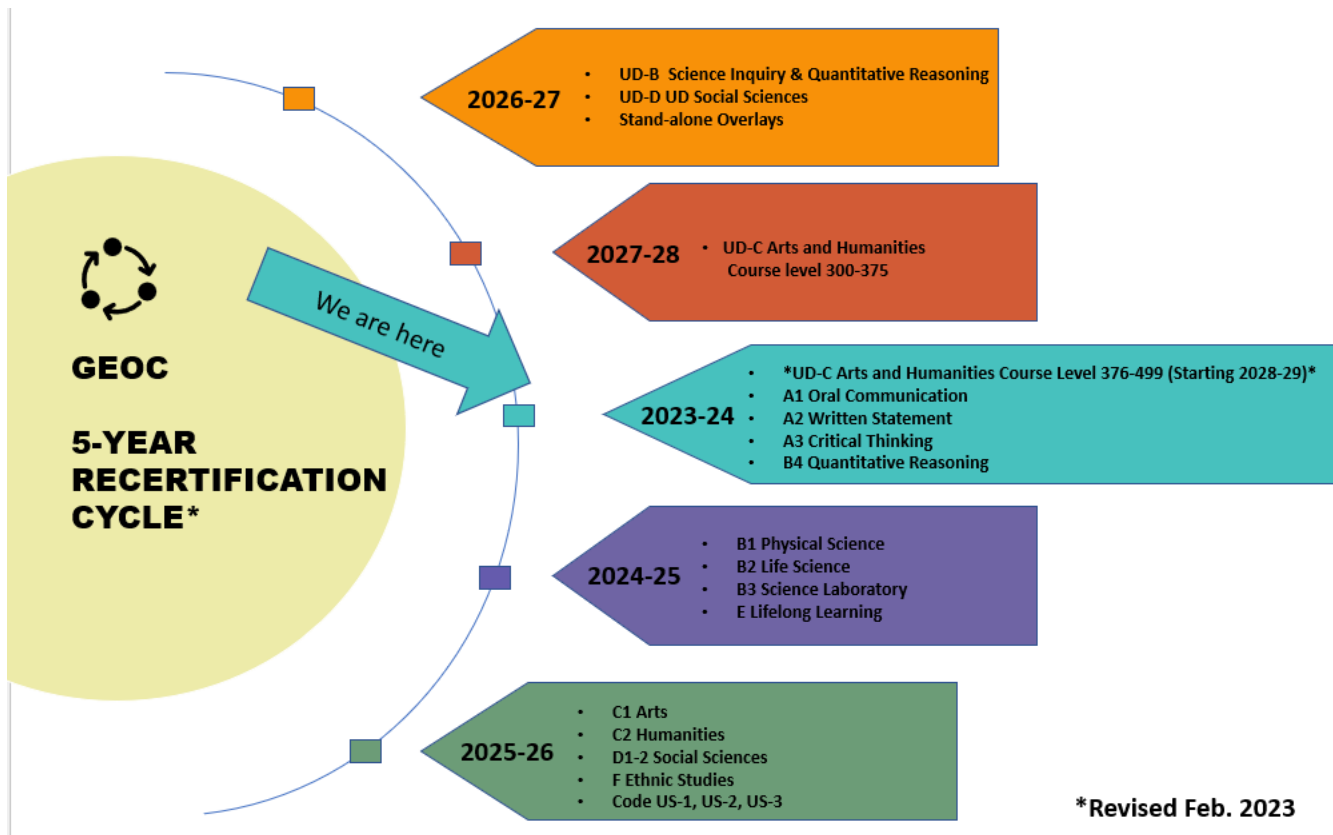 2026-27
• UD-B Science Inquiry & Quantitative Reasoning
• UD-D UD Social Sciences
• Stand-alone Overlays
2027-28
• UD-C Arts and Humanities
Course level 300-375
We are here
GEOC
5-YEAR
RECERTIFICATION
CYCLE*
2023-24
• *UD-C Arts and Humanities Course Level 376-499 (Starting 2028-29)*
• A1 Oral Communication
• A2 Written Statement
• A3 Critical Thinking
• B4 Quantitative Reasoning
2024-25
• B1 Physical Science
• B2 Life Science
• B3 Science Laboratory
• E Lifelong Learning
2025-26
• C1 Arts
• C2 Humanities
• D1-2 Social Sciences
• F Ethnic Studies
• Code US-1, US-2, US-3
*Revised Feb. 2023